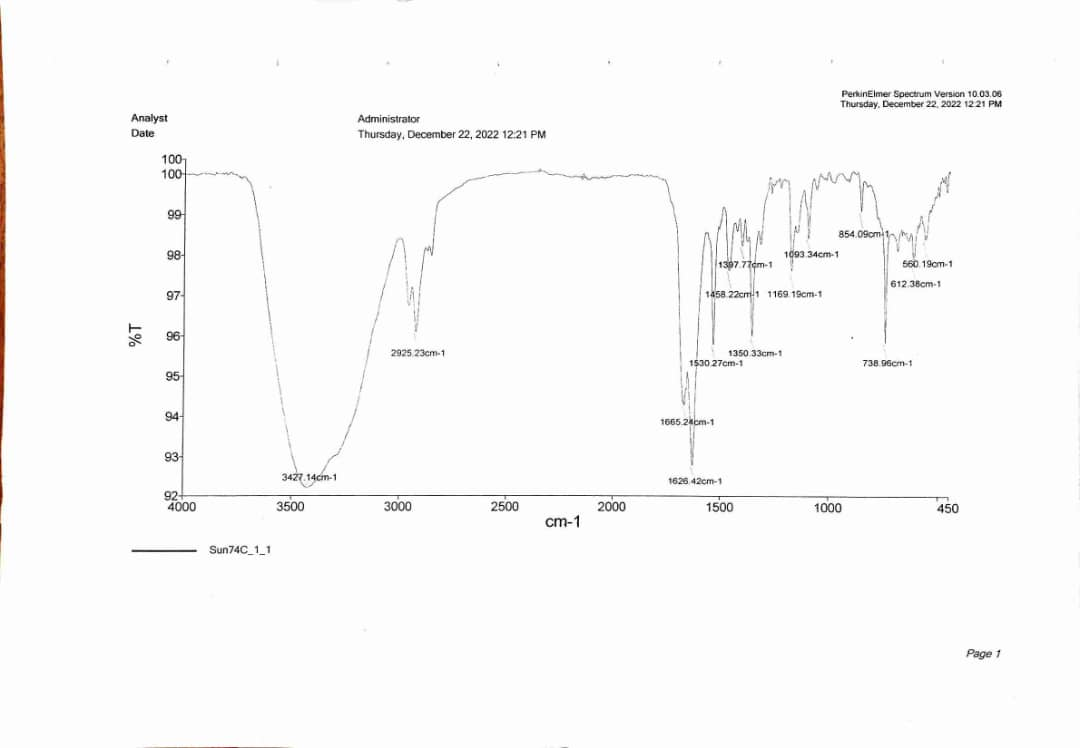 PerkinElmer Spectrum Version 10.03.06
Thursday, December 22, 2022 12:21 PM
Analyst Administrator
Date Thursday, December 22, 2022 12:21 PM
100
100
99
98
97
96
95
94
93
92
%T
4000 3500 3000 2500 2000 1500 1000 450
cm-1
3427.14cm-1
2925.23cm-1
1665.24cm-1
1626.42cm-1
1530.27cm-1
1458.22cm-1
1397.77cm-1
1350.33cm-1
1169.19cm-1
1093.34cm-1
854.09cm-1
738.96cm-1
612.38cm-1
560.19cm-1
Sun74C_1_1
Page 1